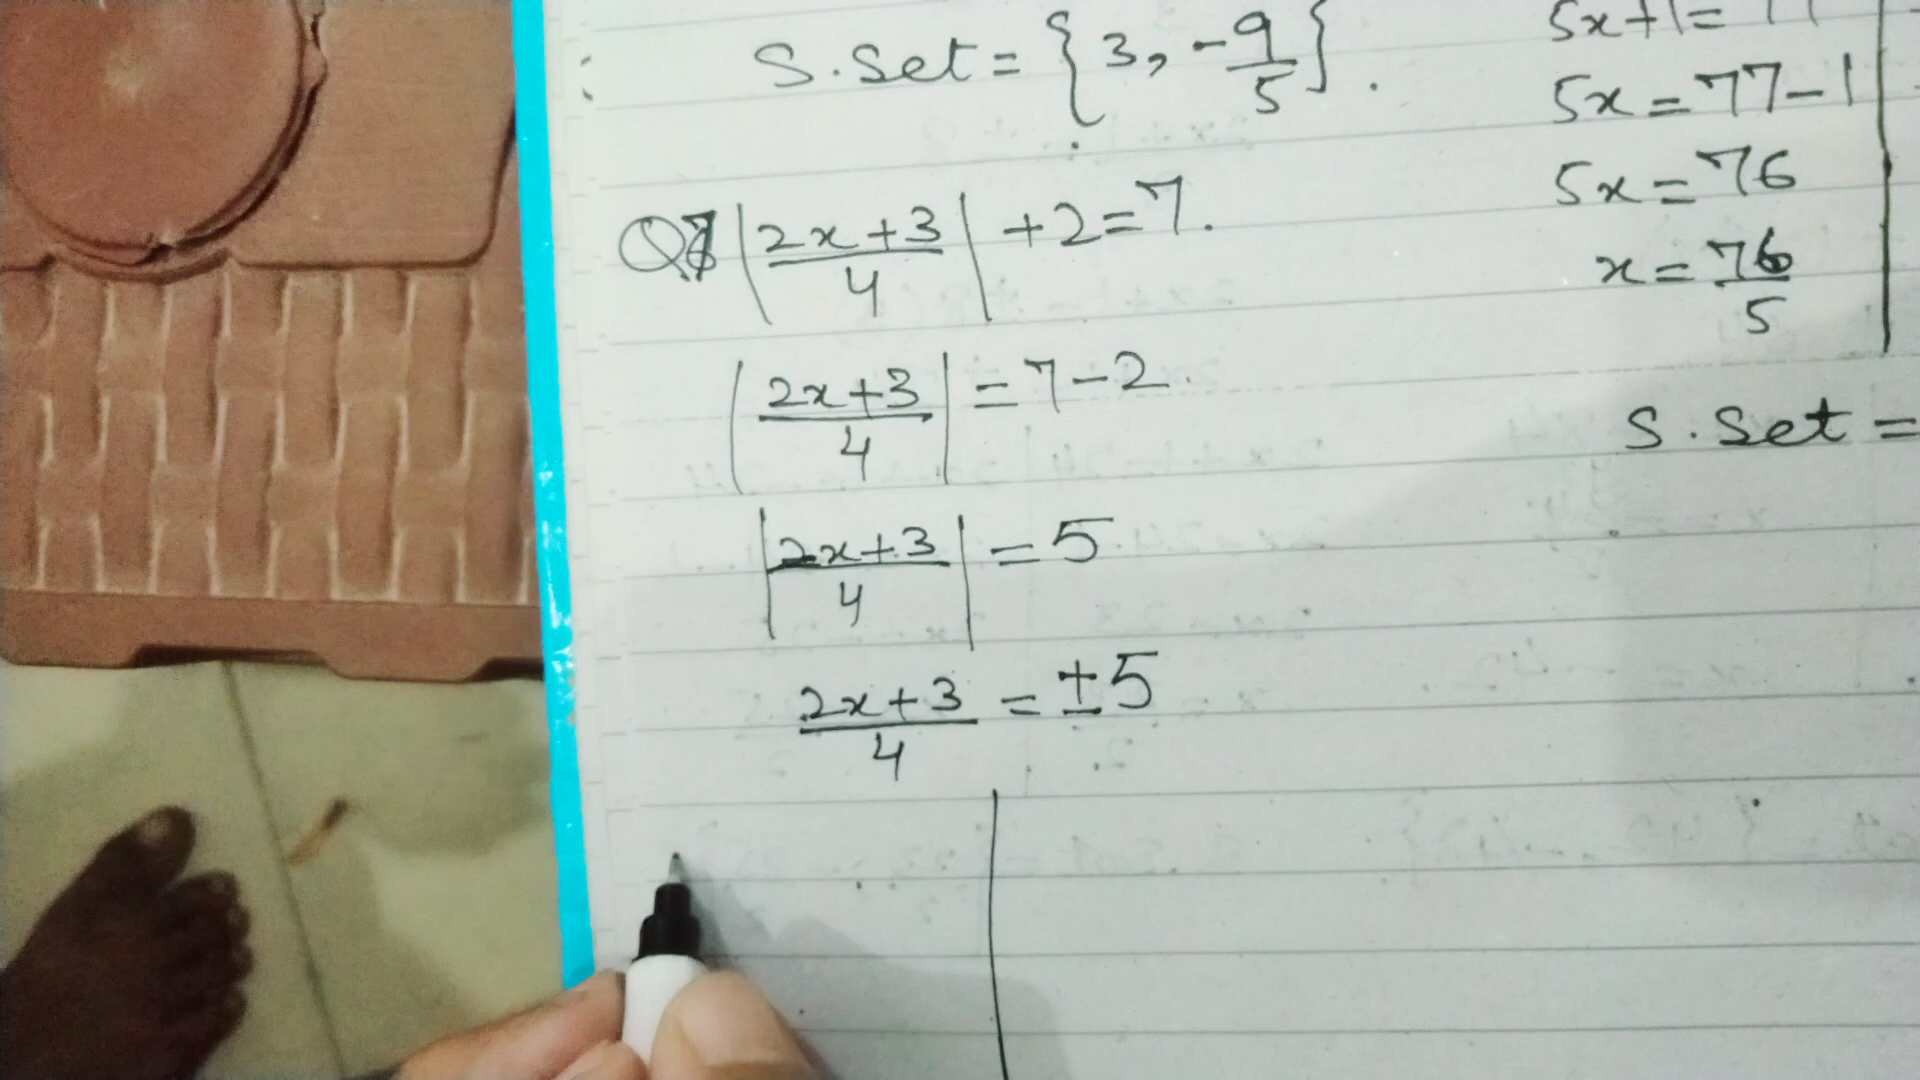 S.Set = {3, -9/5}.
Q7 |2x+3/4| + 2 = 7.
|2x+3/4| = 7 - 2.
|2x+3/4| = 5
2x+3/4 = ±5
5x = 77 - 1
5x = 76
x = 76/5
S.Set =